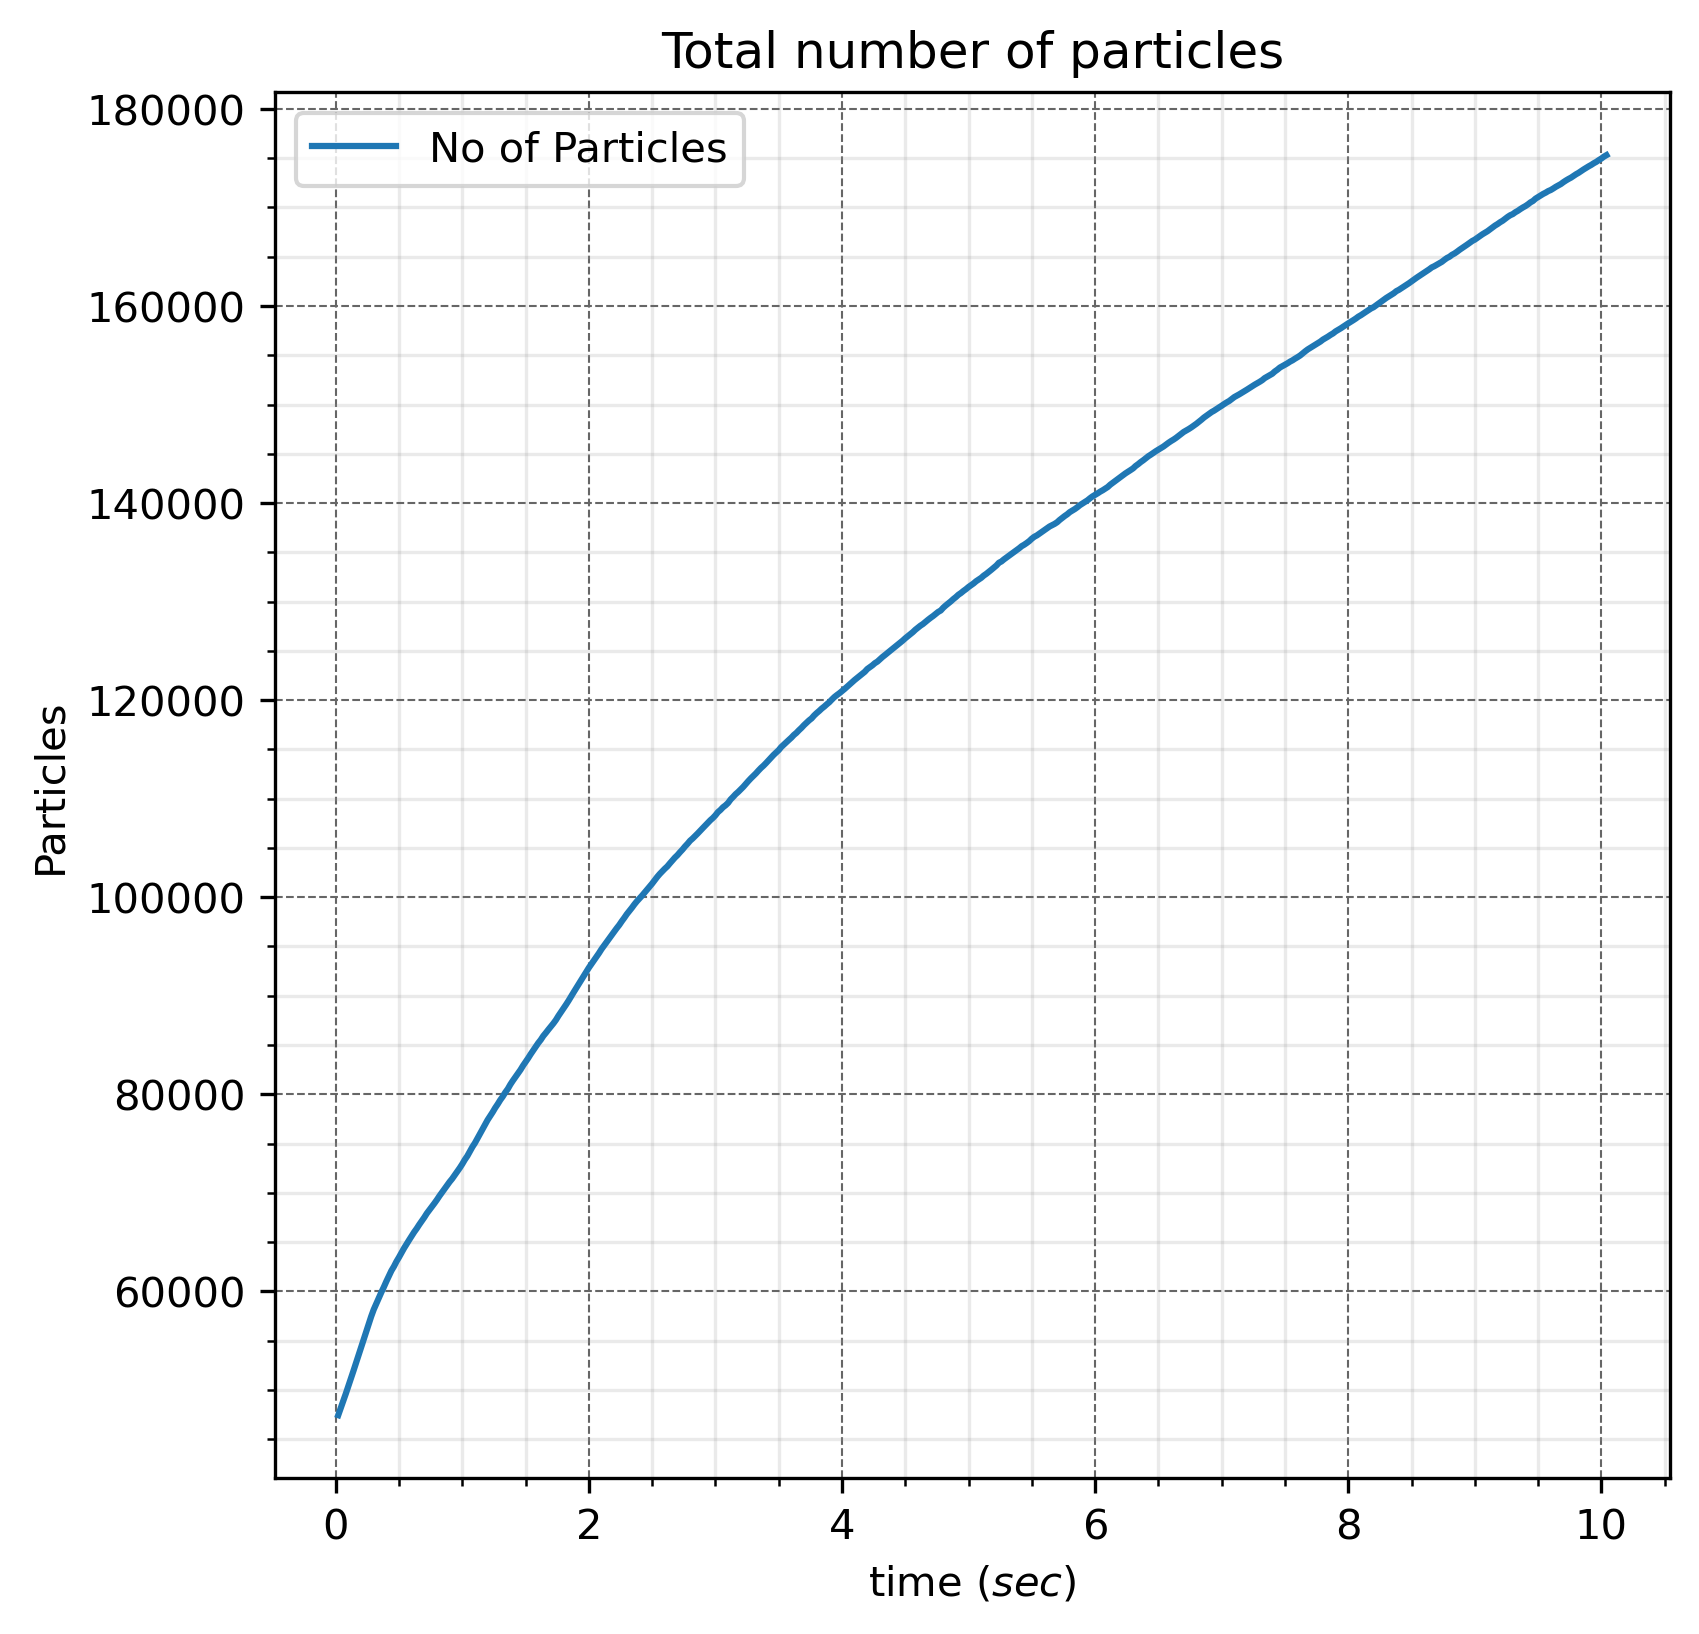 Total number of particles
No of Particles
180000
160000
140000
120000
100000
80000
60000
Particles
0 2 4 6 8 10
time (sec)